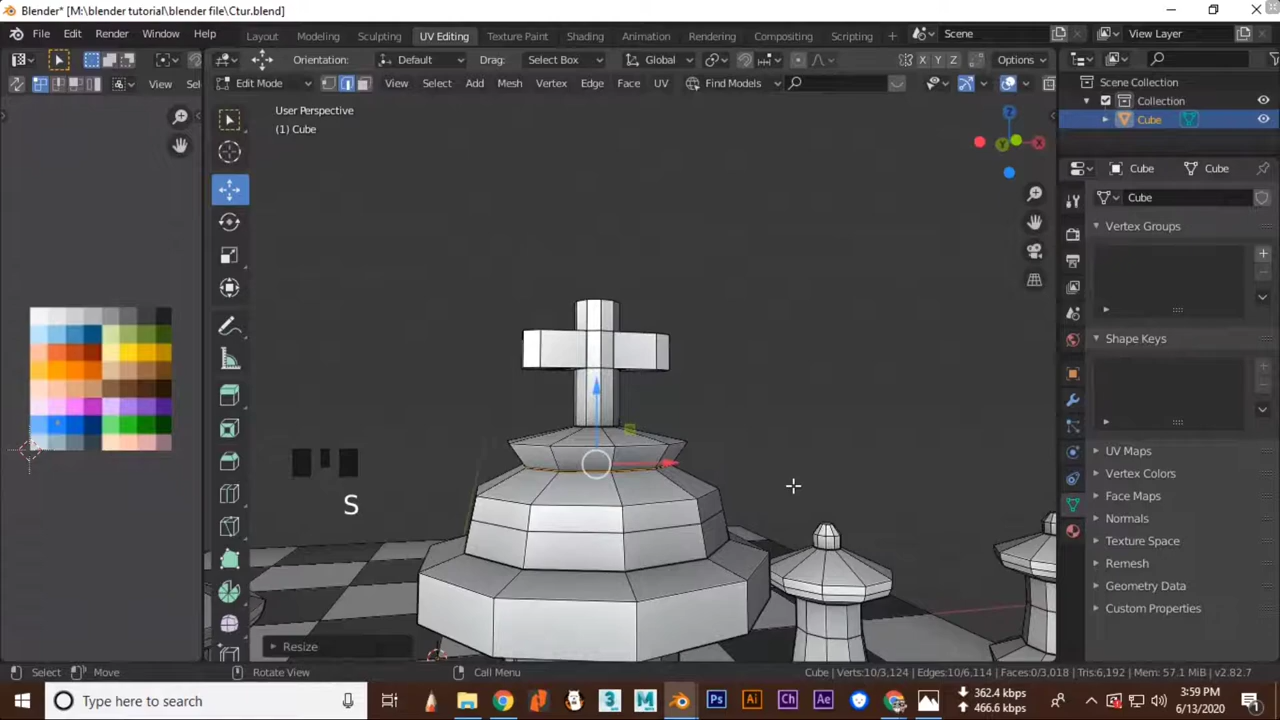 Blender* [M:\blender tutorial\blender file\Ctur.blend]
File Edit Render Window Help Layout Modeling Sculpting UV Editing Texture Paint Shading Animation Rendering Compositing Scripting + Scene View Layer
Orientation: Default Drag: Select Box Global X Y Z Options
View Sel Edit Mode View Select Add Mesh Vertex Edge Face UV Find Models
Scene Collection
Collection
Cube
User Perspective
(1) Cube
Z
X
Y
Cube Cube
Cube
Vertex Groups
Shape Keys
UV Maps
Vertex Colors
Face Maps
Normals
Texture Space
Remesh
Geometry Data
Custom Properties
S
Resize
Select Move Rotate View Call Menu Cube | Verts:10/3,124 | Edges:10/6,114 | Faces:0/3,018 | Tris:6,192 | Mem: 57.1 MiB | v2.82.7
Type here to search
362.4 kbps
466.6 kbps
3:59 PM
6/13/2020